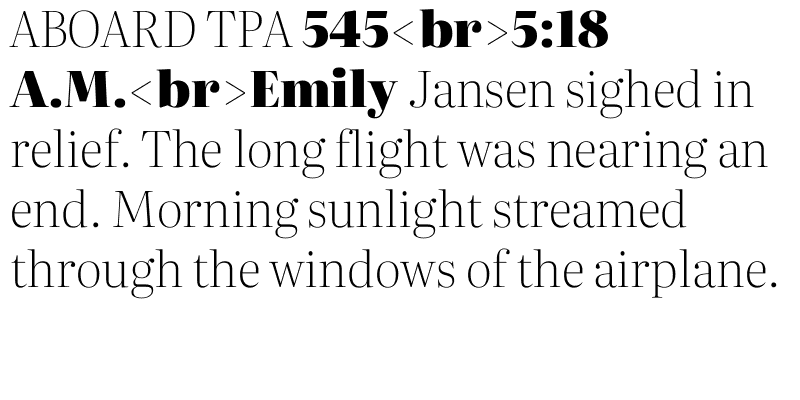 ABOARD TPA 545<br>5:18
A.M.<br>Emily Jansen sighed in
relief. The long flight was nearing an
end. Morning sunlight streamed
through the windows of the airplane.